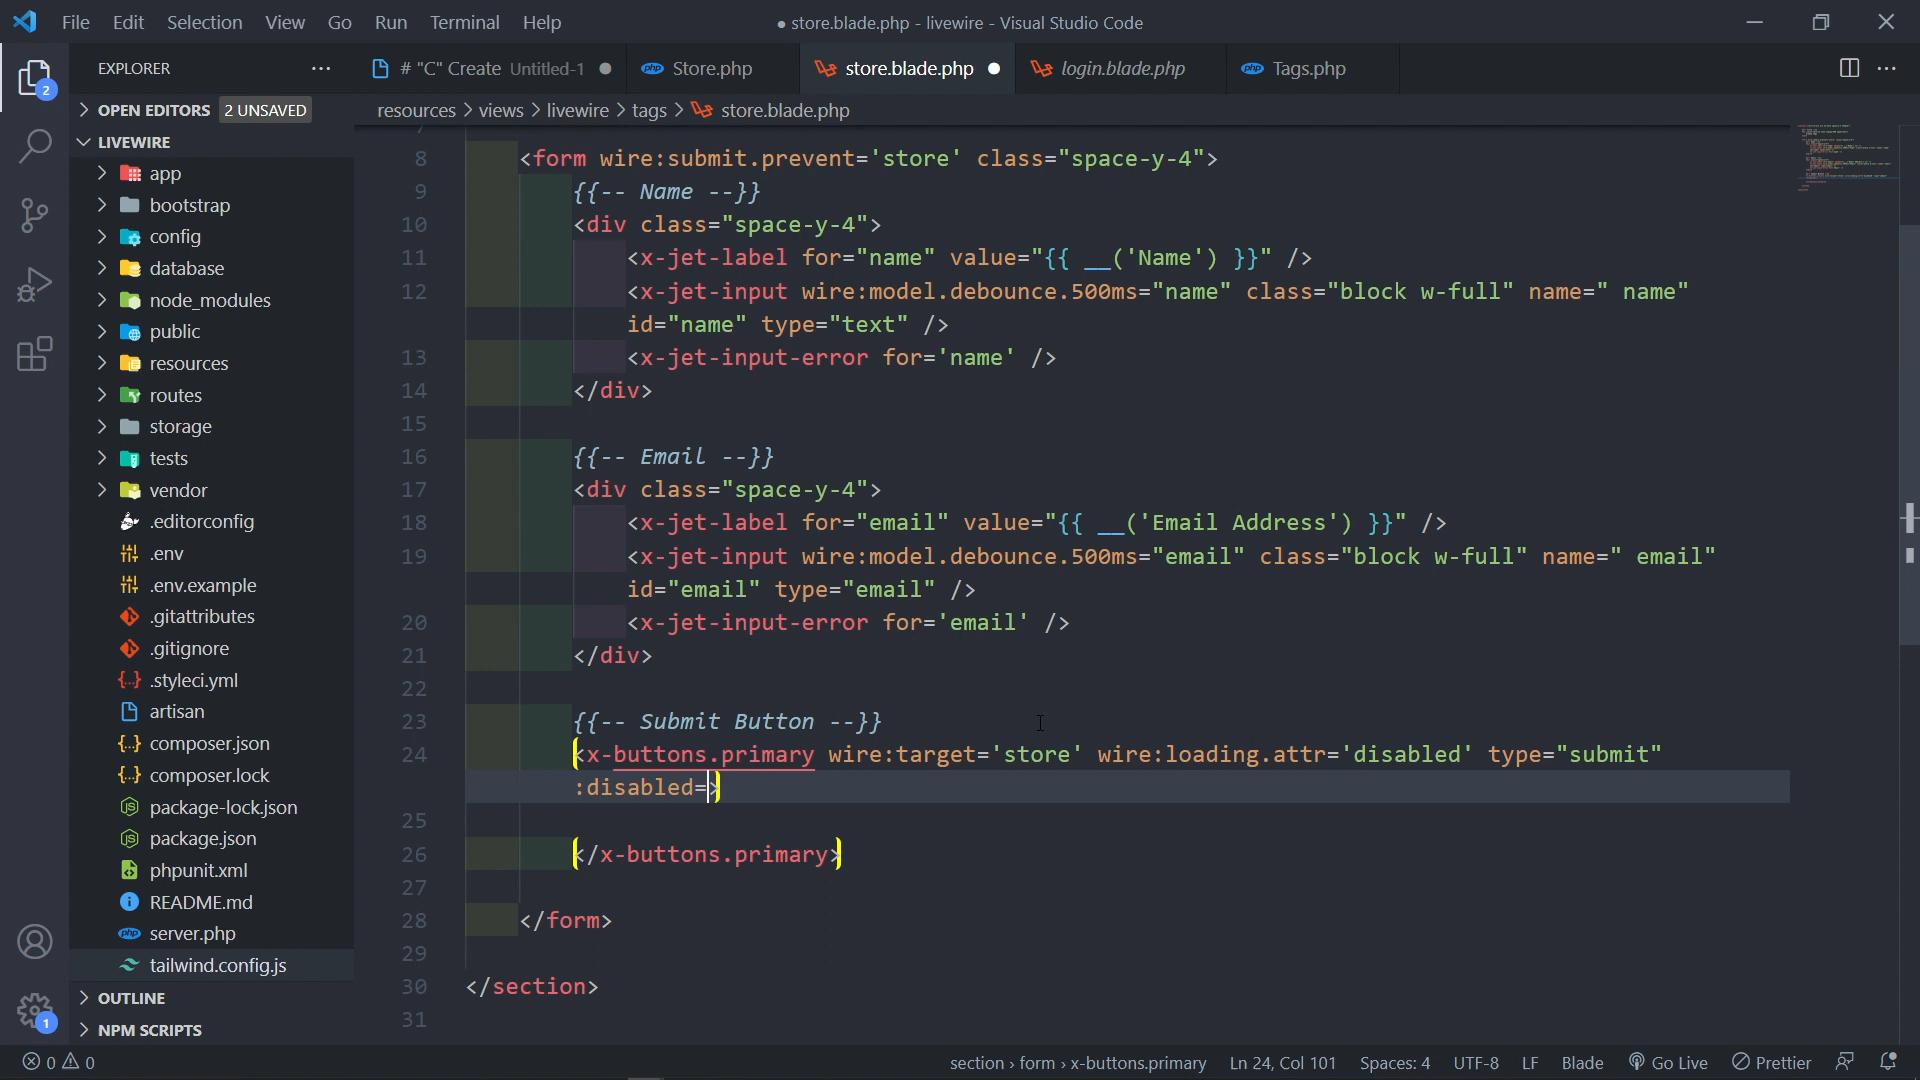 File Edit Selection View Go Run Terminal Help
● store.blade.php - livewire - Visual Studio Code
EXPLORER
2
OPEN EDITORS 2 UNSAVED
LIVEWIRE
app
bootstrap
config
database
node_modules
public
resources
routes
storage
tests
vendor
.editorconfig
.env
.env.example
.gitattributes
.gitignore
.styleci.yml
artisan
composer.json
composer.lock
package-lock.json
package.json
phpunit.xml
README.md
server.php
tailwind.config.js
OUTLINE
NPM SCRIPTS
1
# "C" Create Untitled-1
Store.php
store.blade.php
login.blade.php
Tags.php
resources > views > livewire > tags > store.blade.php
8 <form wire:submit.prevent='store' class="space-y-4">
9 {{-- Name --}}
10 <div class="space-y-4">
11 <x-jet-label for="name" value="{{ __('Name') }}" />
12 <x-jet-input wire:model.debounce.500ms="name" class="block w-full" name=" name"
id="name" type="text" />
13 <x-jet-input-error for='name' />
14 </div>
15
16 {{-- Email --}}
17 <div class="space-y-4">
18 <x-jet-label for="email" value="{{ __('Email Address') }}" />
19 <x-jet-input wire:model.debounce.500ms="email" class="block w-full" name=" email"
id="email" type="email" />
20 <x-jet-input-error for='email' />
21 </div>
22
23 {{-- Submit Button --}}
24 <x-buttons.primary wire:target='store' wire:loading.attr='disabled' type="submit"
:disabled=>
25
26 </x-buttons.primary>
27
28 </form>
29
30 </section>
31
0 0
section › form › x-buttons.primary Ln 24, Col 101 Spaces: 4 UTF-8 LF Blade Go Live Prettier